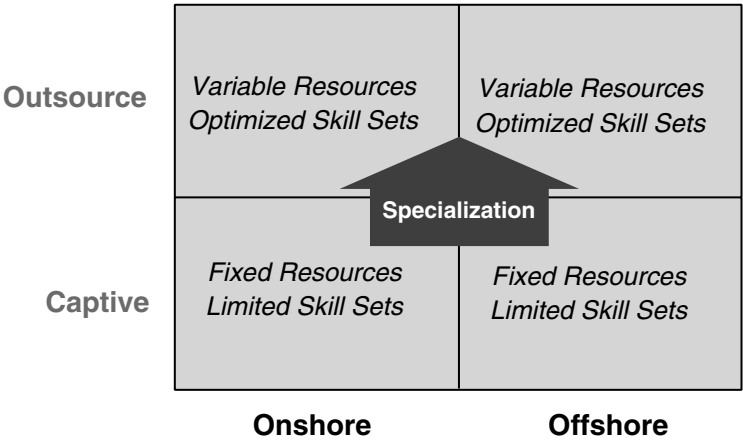 Outsource
Variable Resources
Optimized Skill Sets
Variable Resources
Optimized Skill Sets
Specialization
Captive
Fixed Resources
Limited Skill Sets
Fixed Resources
Limited Skill Sets
Onshore
Offshore